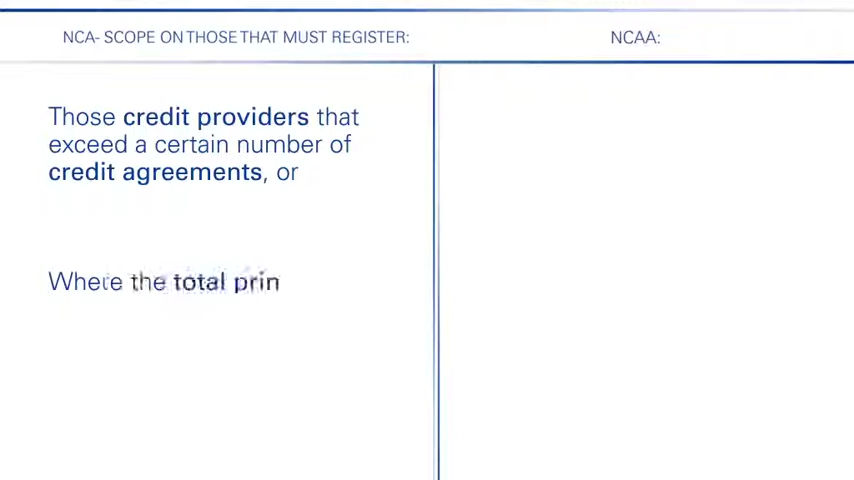 NCA- SCOPE ON THOSE THAT MUST REGISTER:
NCAA:
Those credit providers that
exceed a certain number of
credit agreements, or
Where the total prin